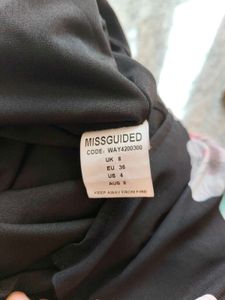 MISSGUIDED
CODE: WAY4200300
UK 8
EU 36
US 4
AUS 8
KEEP AWAY FROM FIRE